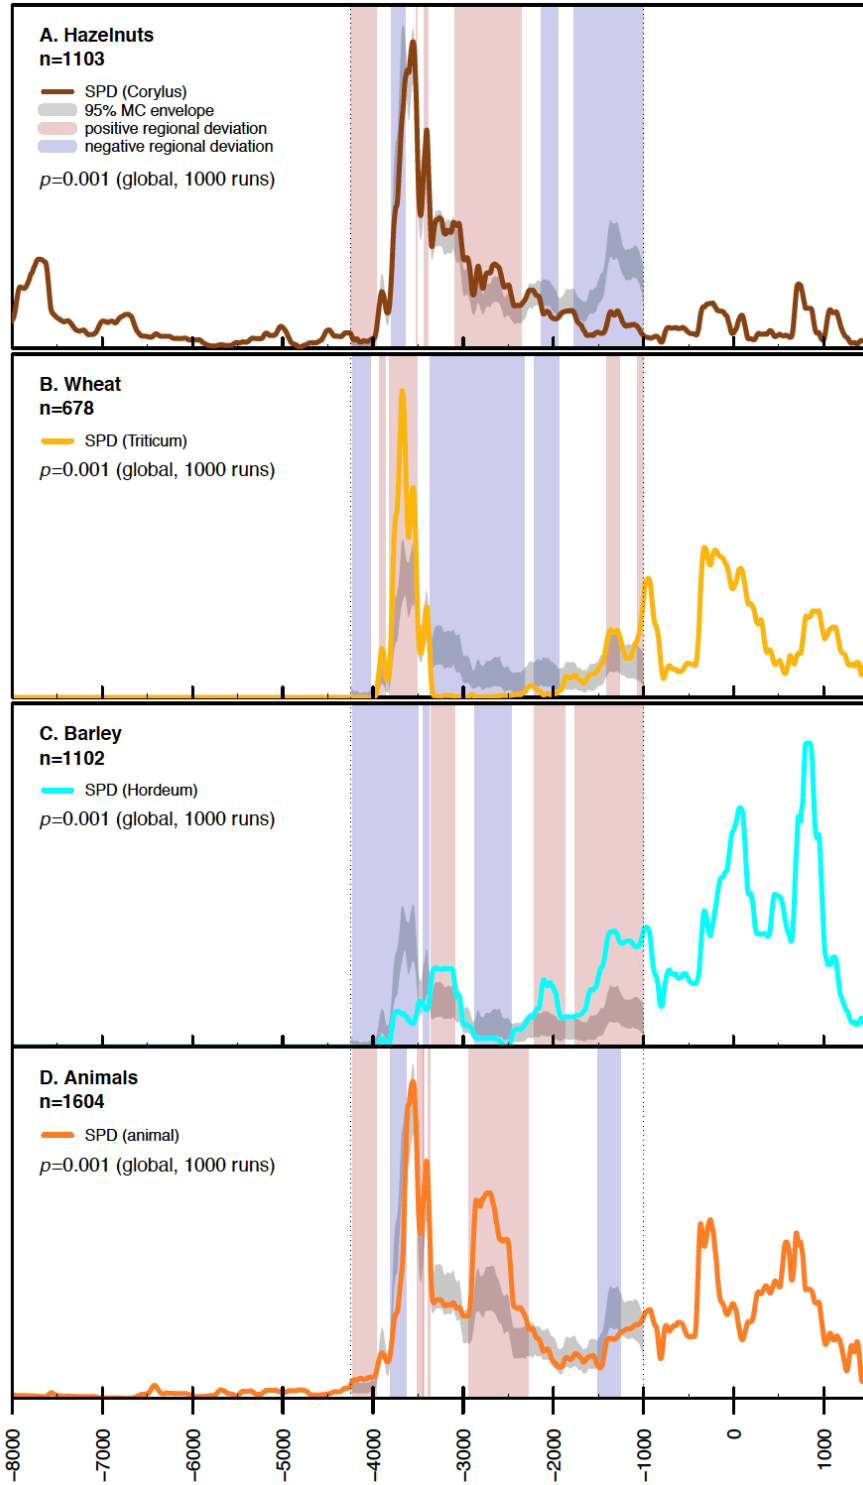 A. Hazelnuts
n=1103
SPD (Corylus)
95% MC envelope
positive regional deviation
negative regional deviation
p=0.001 (global, 1000 runs)
B. Wheat
n=678
SPD (Triticum)
p=0.001 (global, 1000 runs)
C. Barley
n=1102
SPD (Hordeum)
p=0.001 (global, 1000 runs)
D. Animals
n=1604
SPD (animal)
p=0.001 (global, 1000 runs)
-8000 -7000 -6000 -5000 -4000 -3000 -2000 -1000 0 1000